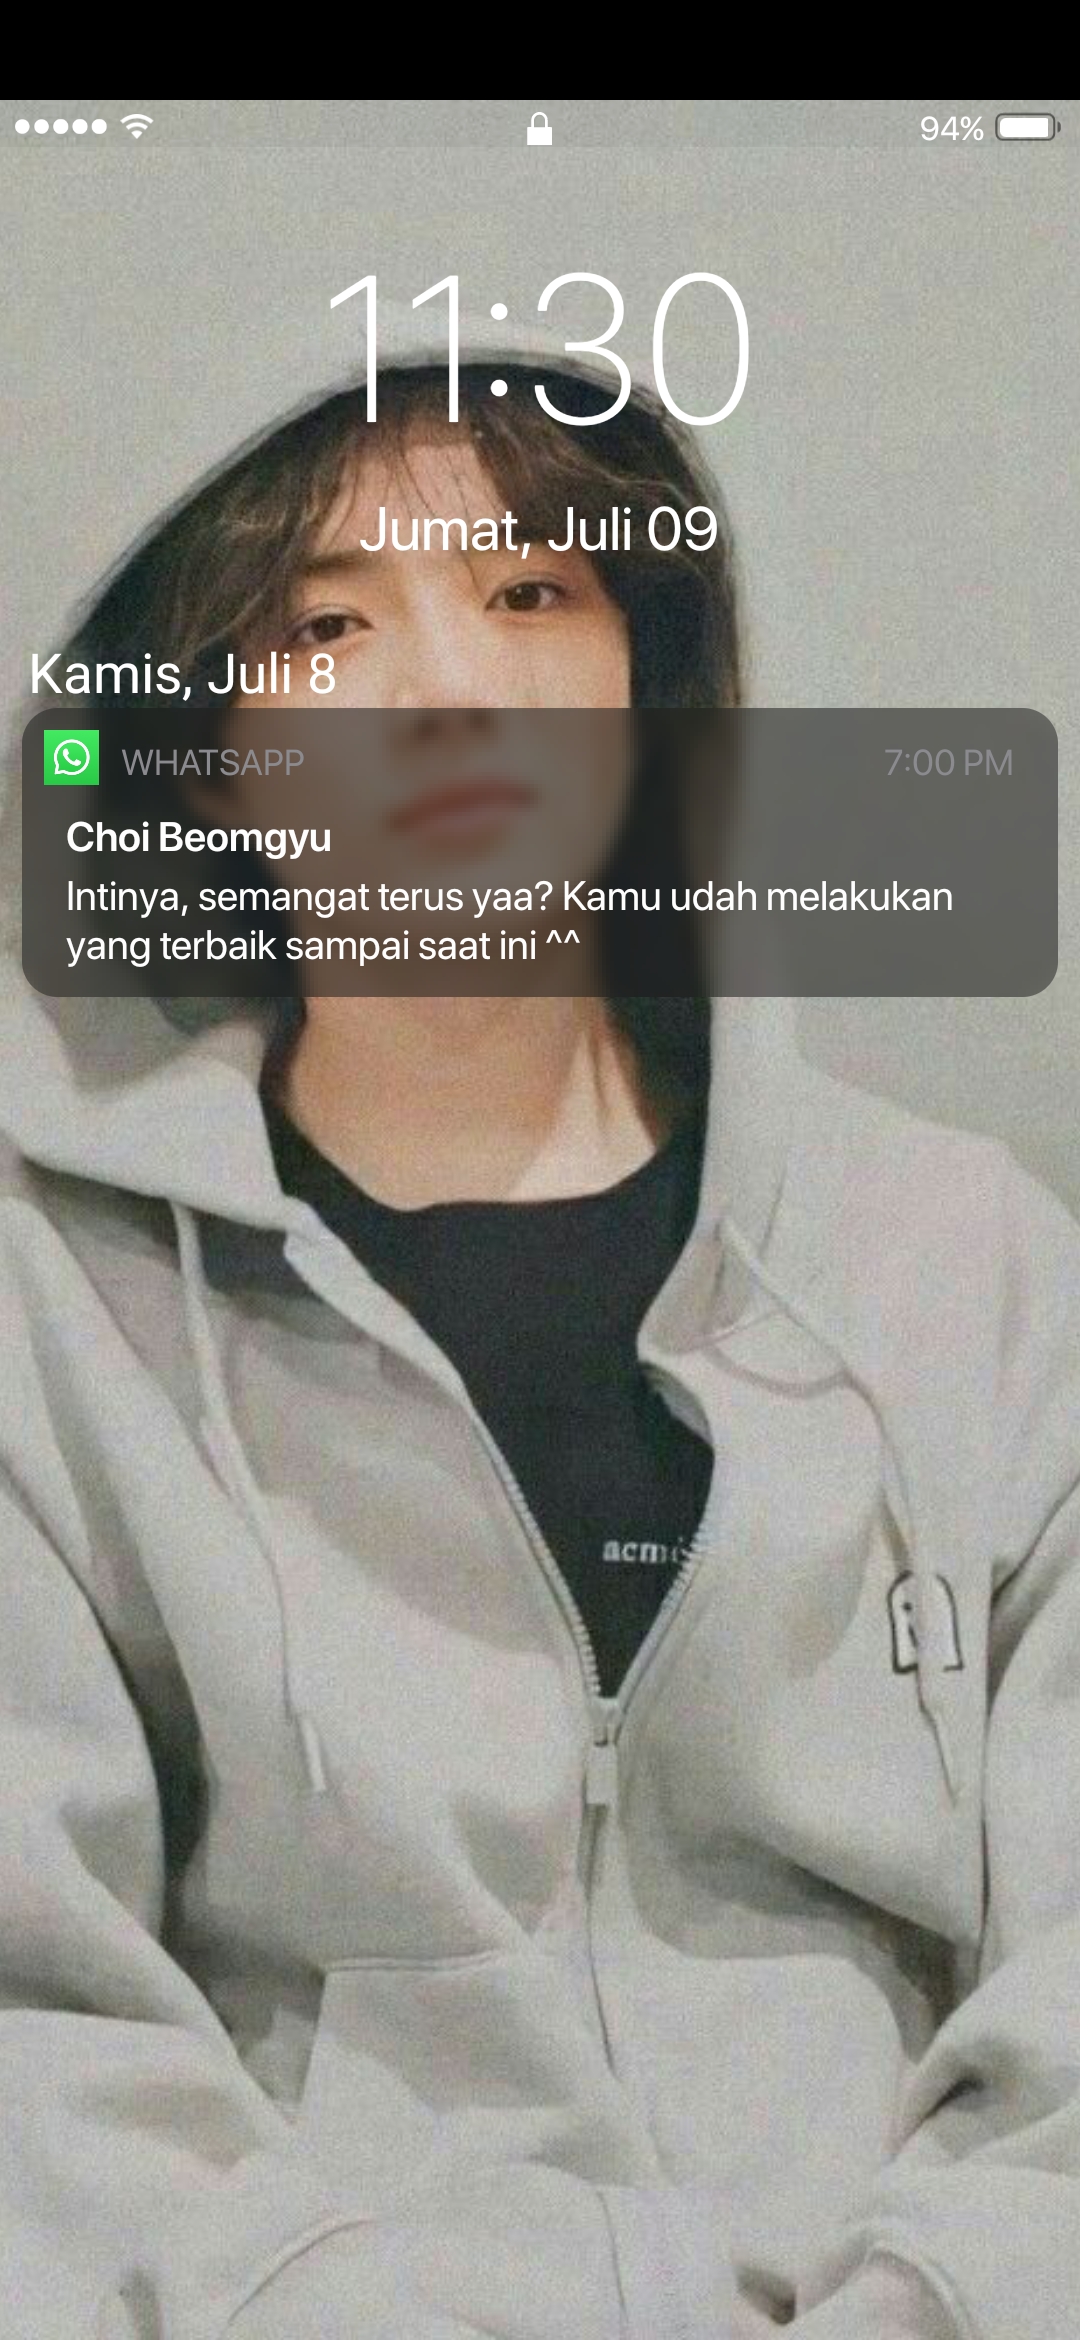 94%
11:30
Jumat, Juli 09
Kamis, Juli 8
WHATSAPP 7:00 PM
Choi Beomgyu
Intinya, semangat terus yaa? Kamu udah melakukan
yang terbaik sampai saat ini ^^